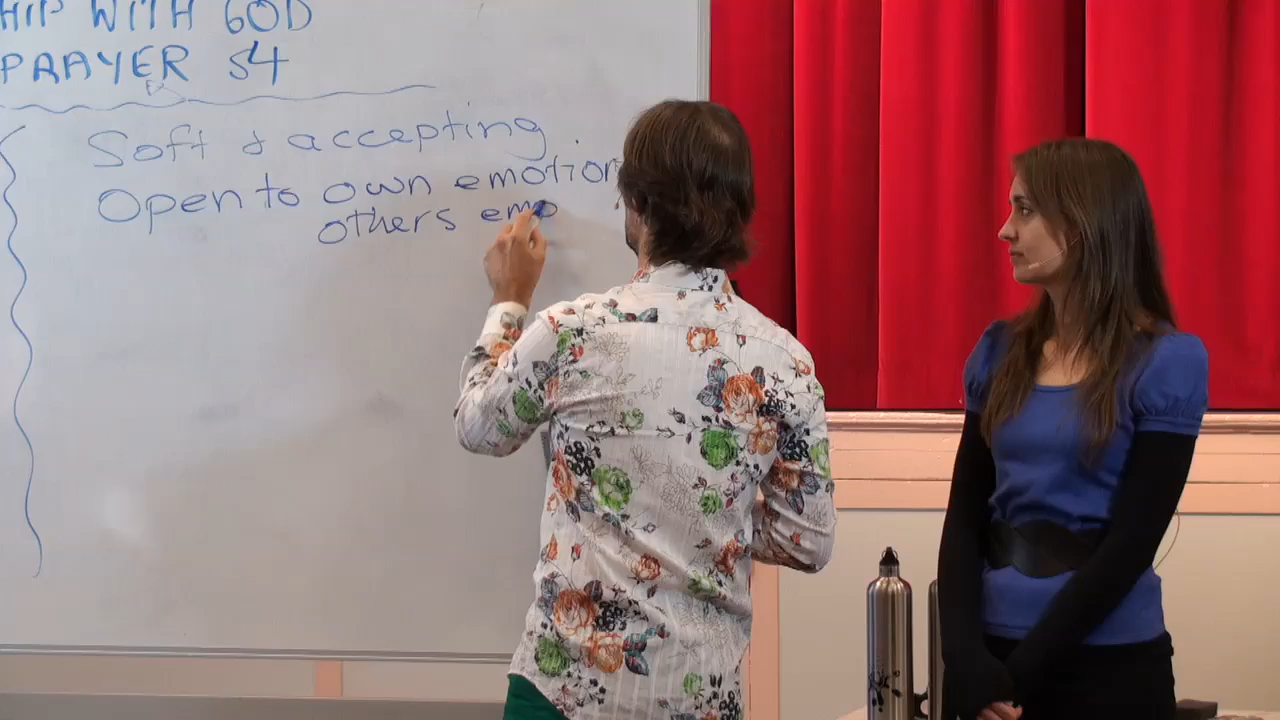 HIP WITH GOD
PRAYER S4
Soft & accepting.
Open to own emotion
others emo